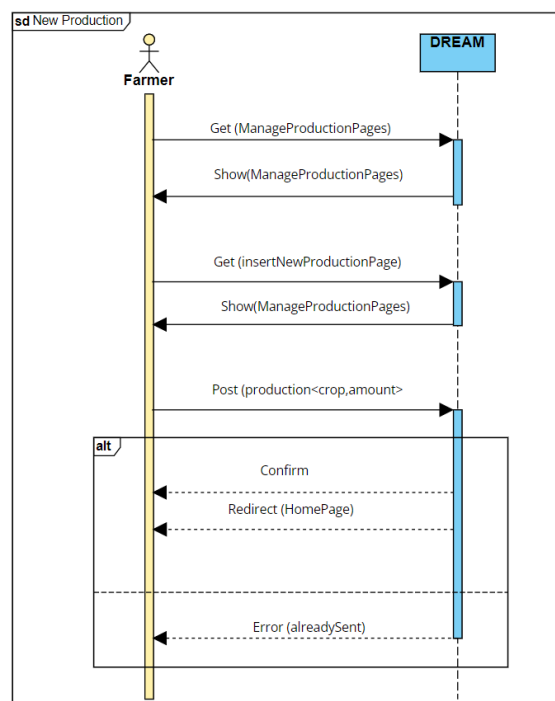 sd New Production
DREAM
Farmer
Get (ManageProductionPages)
Show(ManageProductionPages)
Get (insertNewProductionPage)
Show(ManageProductionPages)
Post (production<crop,amount>
alt
Confirm
Redirect (HomePage)
Error (alreadySent)